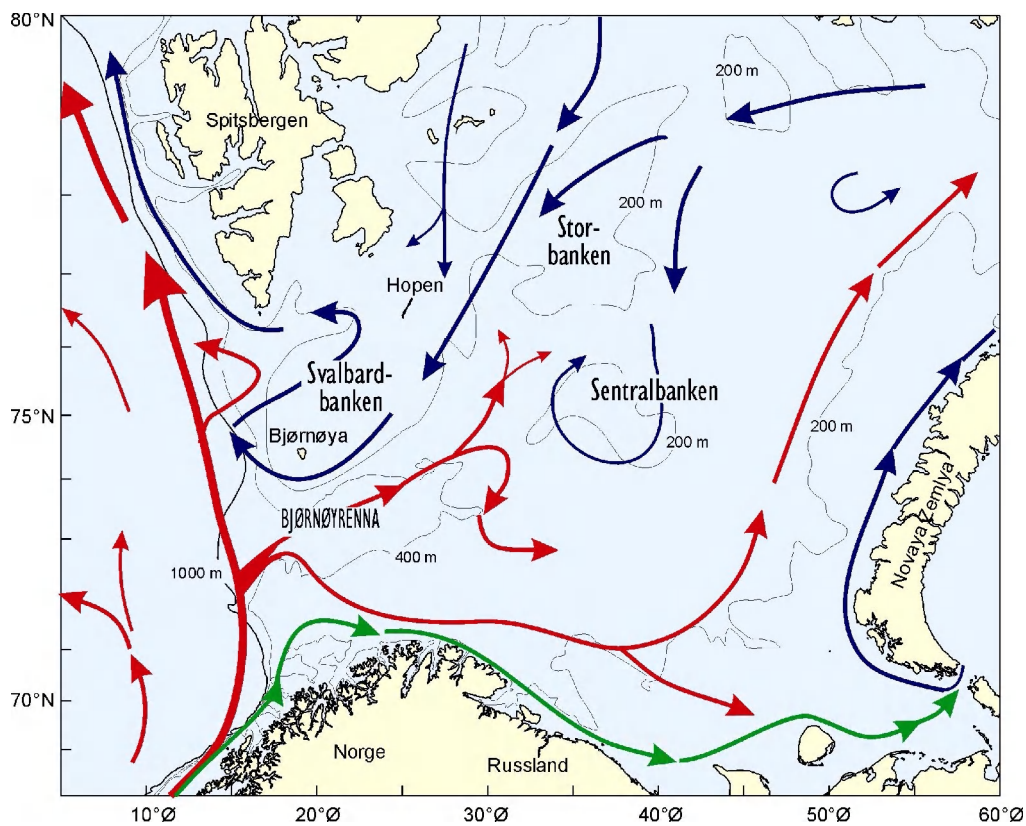 80°N
200 m
Spitsbergen
200 m
Stor-
banken
Hopen
Svalbard-
banken
Sentralbanken
75°N
Bjørnøya
200 m
200 m
BJØRNØYRENNA
Novaya Zemlya
400 m
1000 m
70°N
Norge
Russland
10°Ø
20°Ø
30°Ø
40°Ø
50°Ø
60°Ø